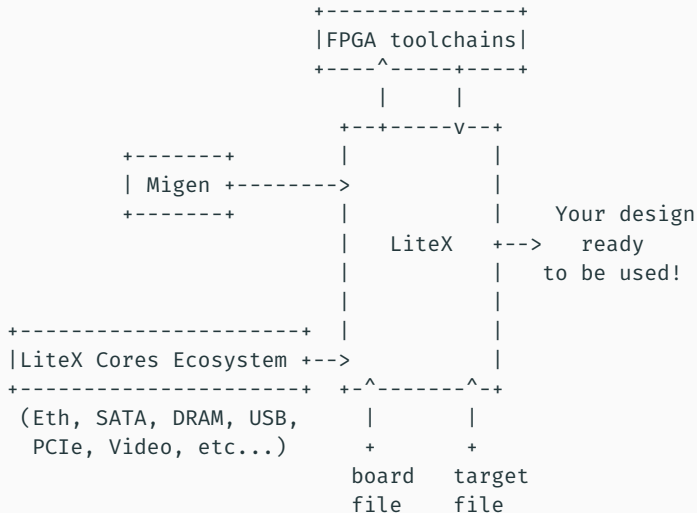 FPGA toolchains
Migen
Your design
LiteX
ready
to be used!
LiteX Cores Ecosystem
(Eth, SATA, DRAM, USB,
PCIe, Video, etc...)
board target
file file